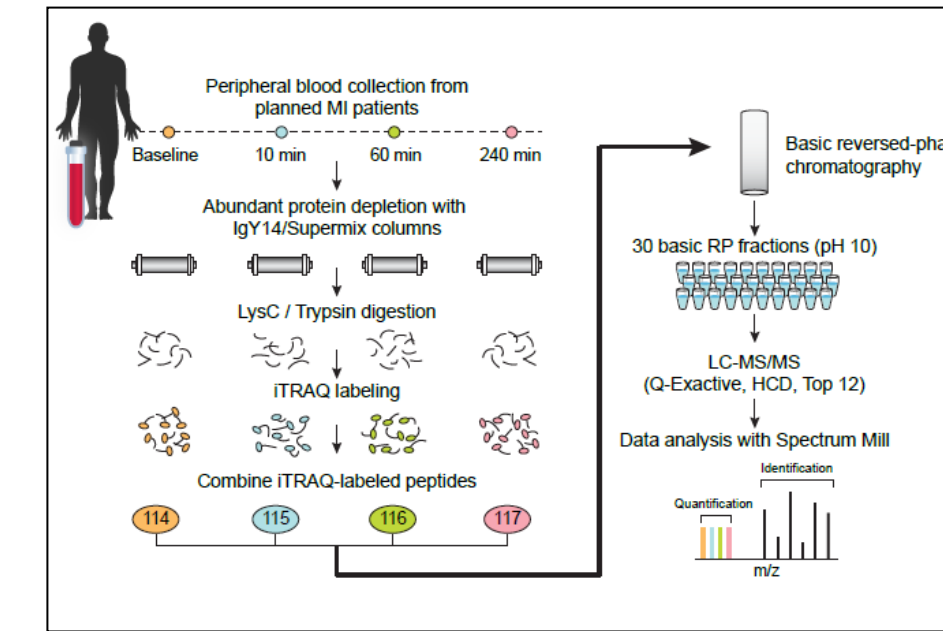 Peripheral blood collection from
planned MI patients
Baseline
10 min
60 min
240 min
Abundant protein depletion with
IgY14/Supermix columns
LysC / Trypsin digestion
iTRAQ labeling
Combine iTRAQ-labeled peptides
114
115
116
117
Basic reversed-pha
chromatography
30 basic RP fractions (pH 10)
LC-MS/MS
(Q-Exactive, HCD, Top 12)
Data analysis with Spectrum Mill
Identification
Quantification
m/z